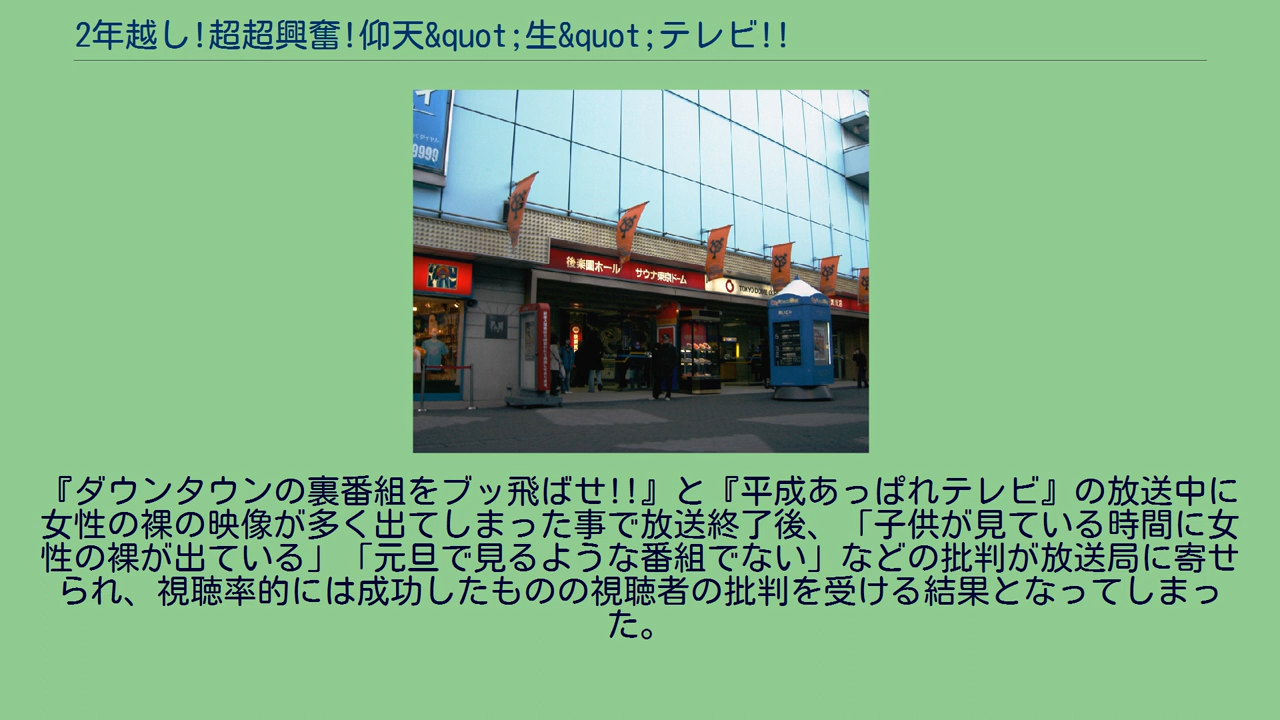 2年越し!超超興奮!仰天&quot;生&quot;テレビ!!
9999
後楽園ホール サウナ東京ドーム
TOKYO DOME
『ダウンタウンの裏番組をブッ飛ばせ!!』と『平成あっぱれテレビ』の放送中に
女性の裸の映像が多く出てしまった事で放送終了後、「子供が見ている時間に女
性の裸が出ている」「元旦で見るような番組でない」などの批判が放送局に寄せ
られ、視聴率的には成功したものの視聴者の批判を受ける結果となってしまっ
た。